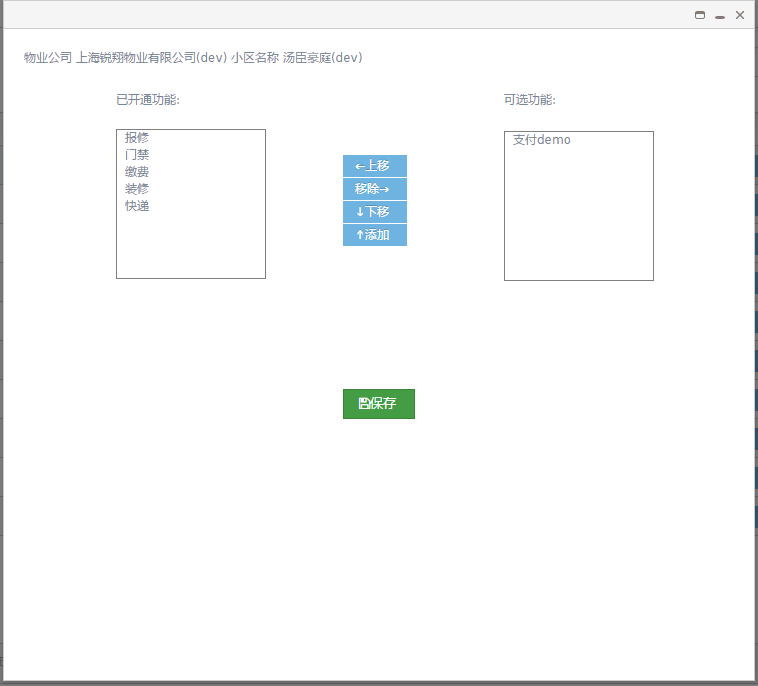 物业公司 上海锐翔物业有限公司(dev) 小区名称 汤臣豪庭(dev)
已开通功能:
可选功能:
报修
门禁
缴费
装修
快递
←上移
移除→
↓下移
↑添加
支付demo
保存